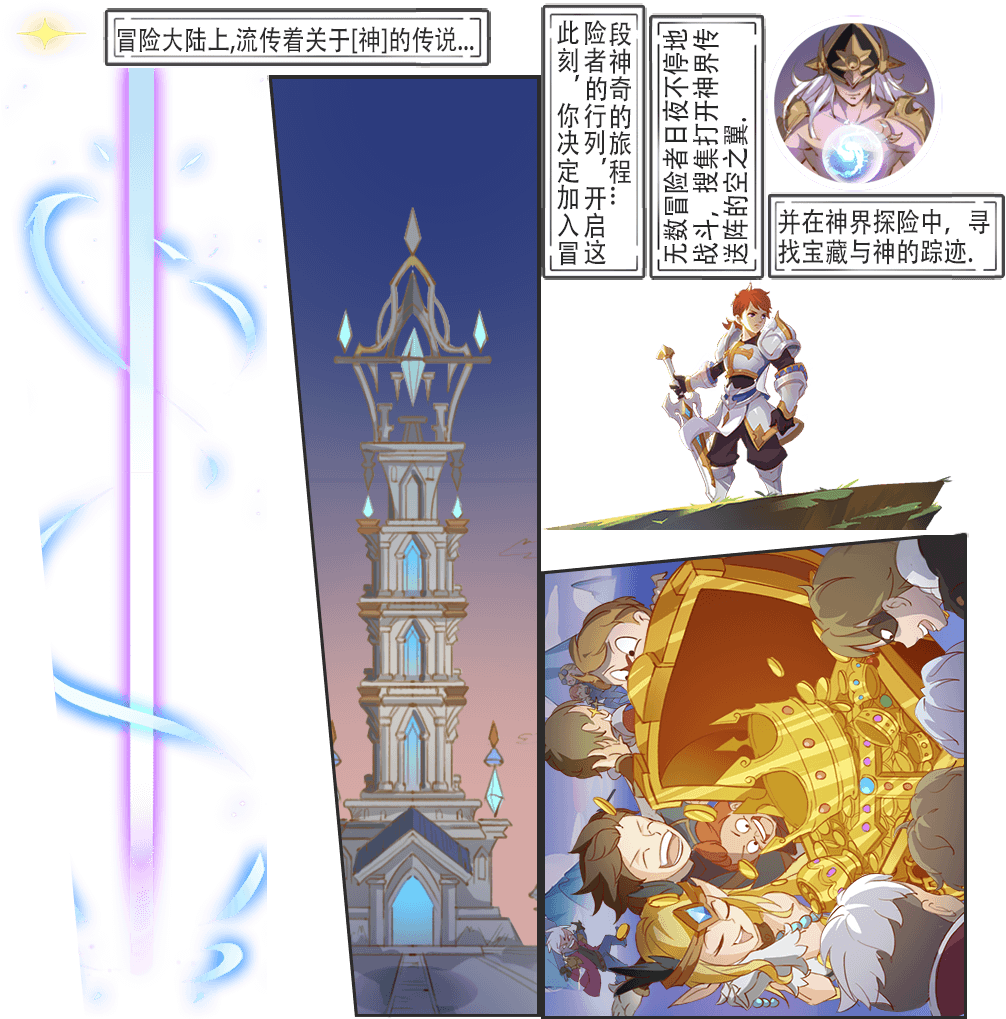 冒险大陆上,流传着关于[神]的传说...
此刻，你决定加入冒
险者的行列，开启这
段神奇的旅程...
无数冒险者日夜不停地
战斗，搜集打开神界传
送阵的空之翼.
并在神界探险中，寻
找宝藏与神的踪迹.